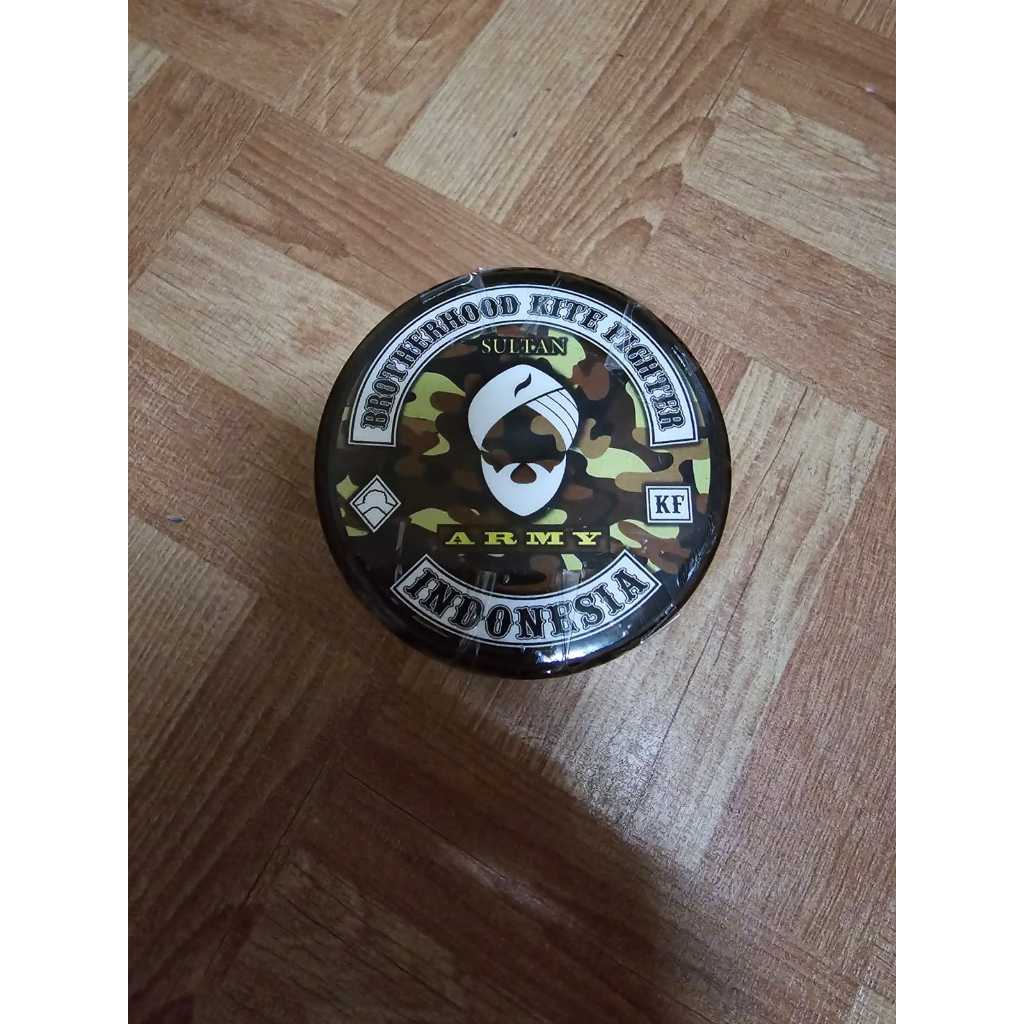 BROTHERHOOD KITE FIGHTER
SULTAN
KF
ARMY
INDONESIA